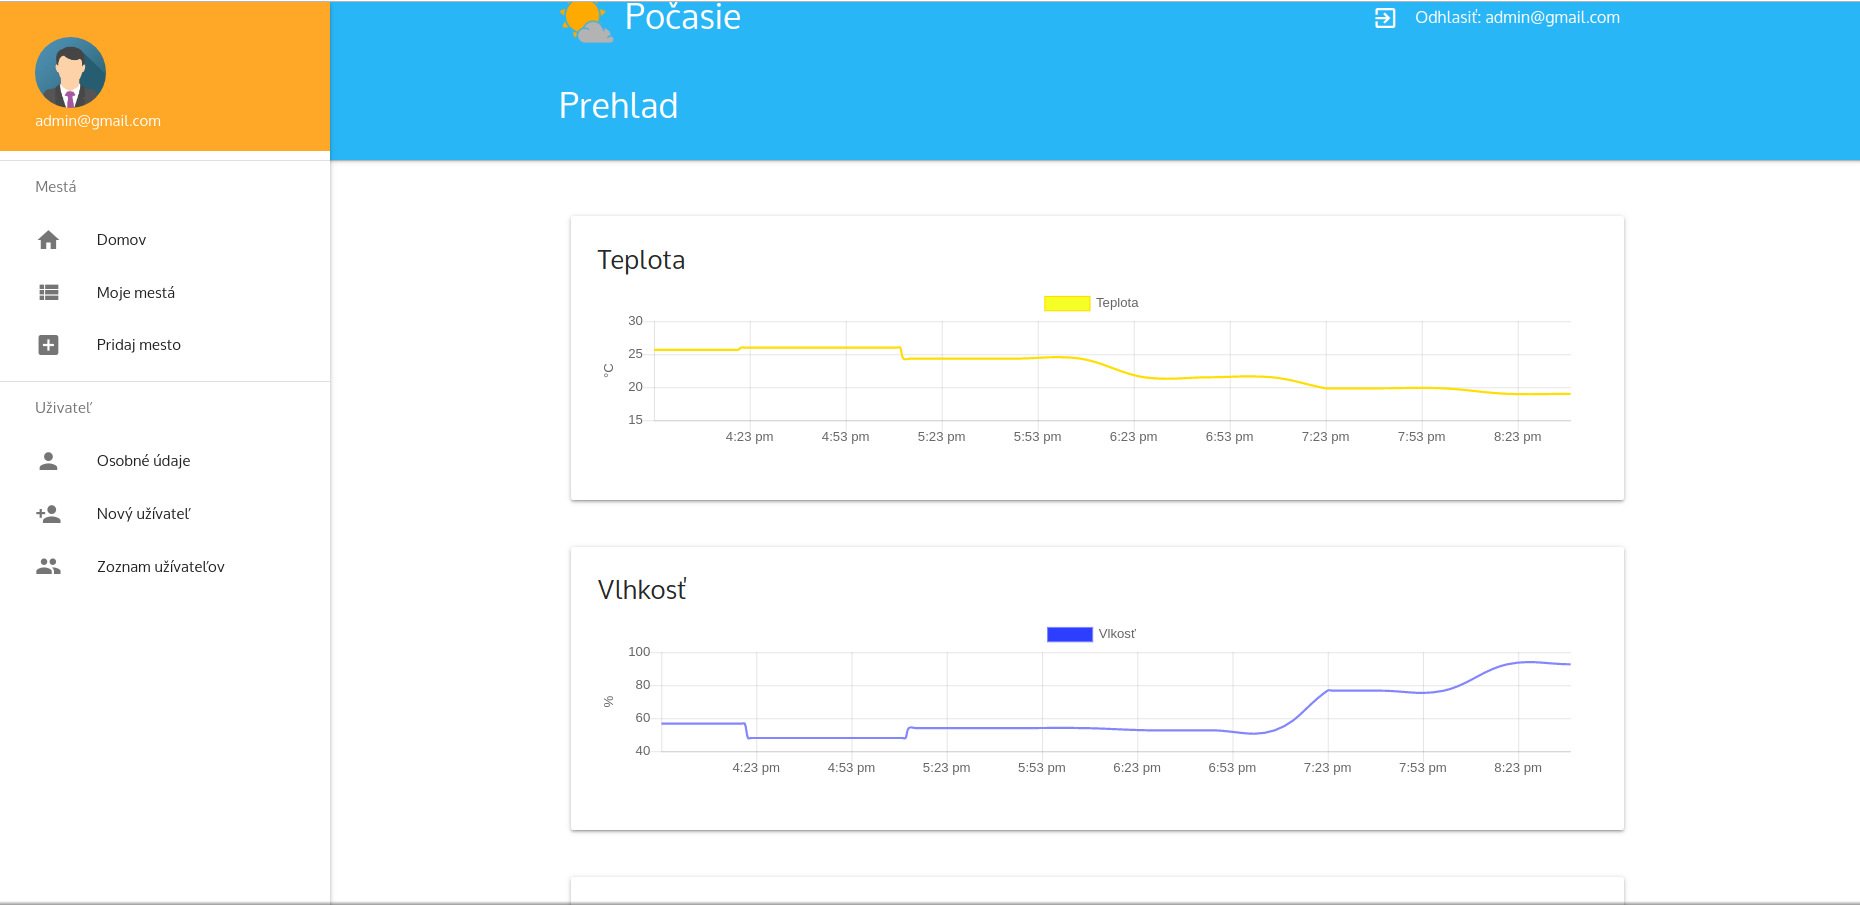 admin@gmail.com
Mestá
Domov
Moje mestá
Pridaj mesto
Uživateľ
Osobné údaje
Nový užívateľ
Zoznam užívateľov
Počasie
Odhlasiť: admin@gmail.com
Prehlad
Teplota
Teplota
30
25
20
15
°C
4:23 pm 4:53 pm 5:23 pm 5:53 pm 6:23 pm 6:53 pm 7:23 pm 7:53 pm 8:23 pm
Vlhkosť
Vlkosť
100
80
60
40
%
4:23 pm 4:53 pm 5:23 pm 5:53 pm 6:23 pm 6:53 pm 7:23 pm 7:53 pm 8:23 pm